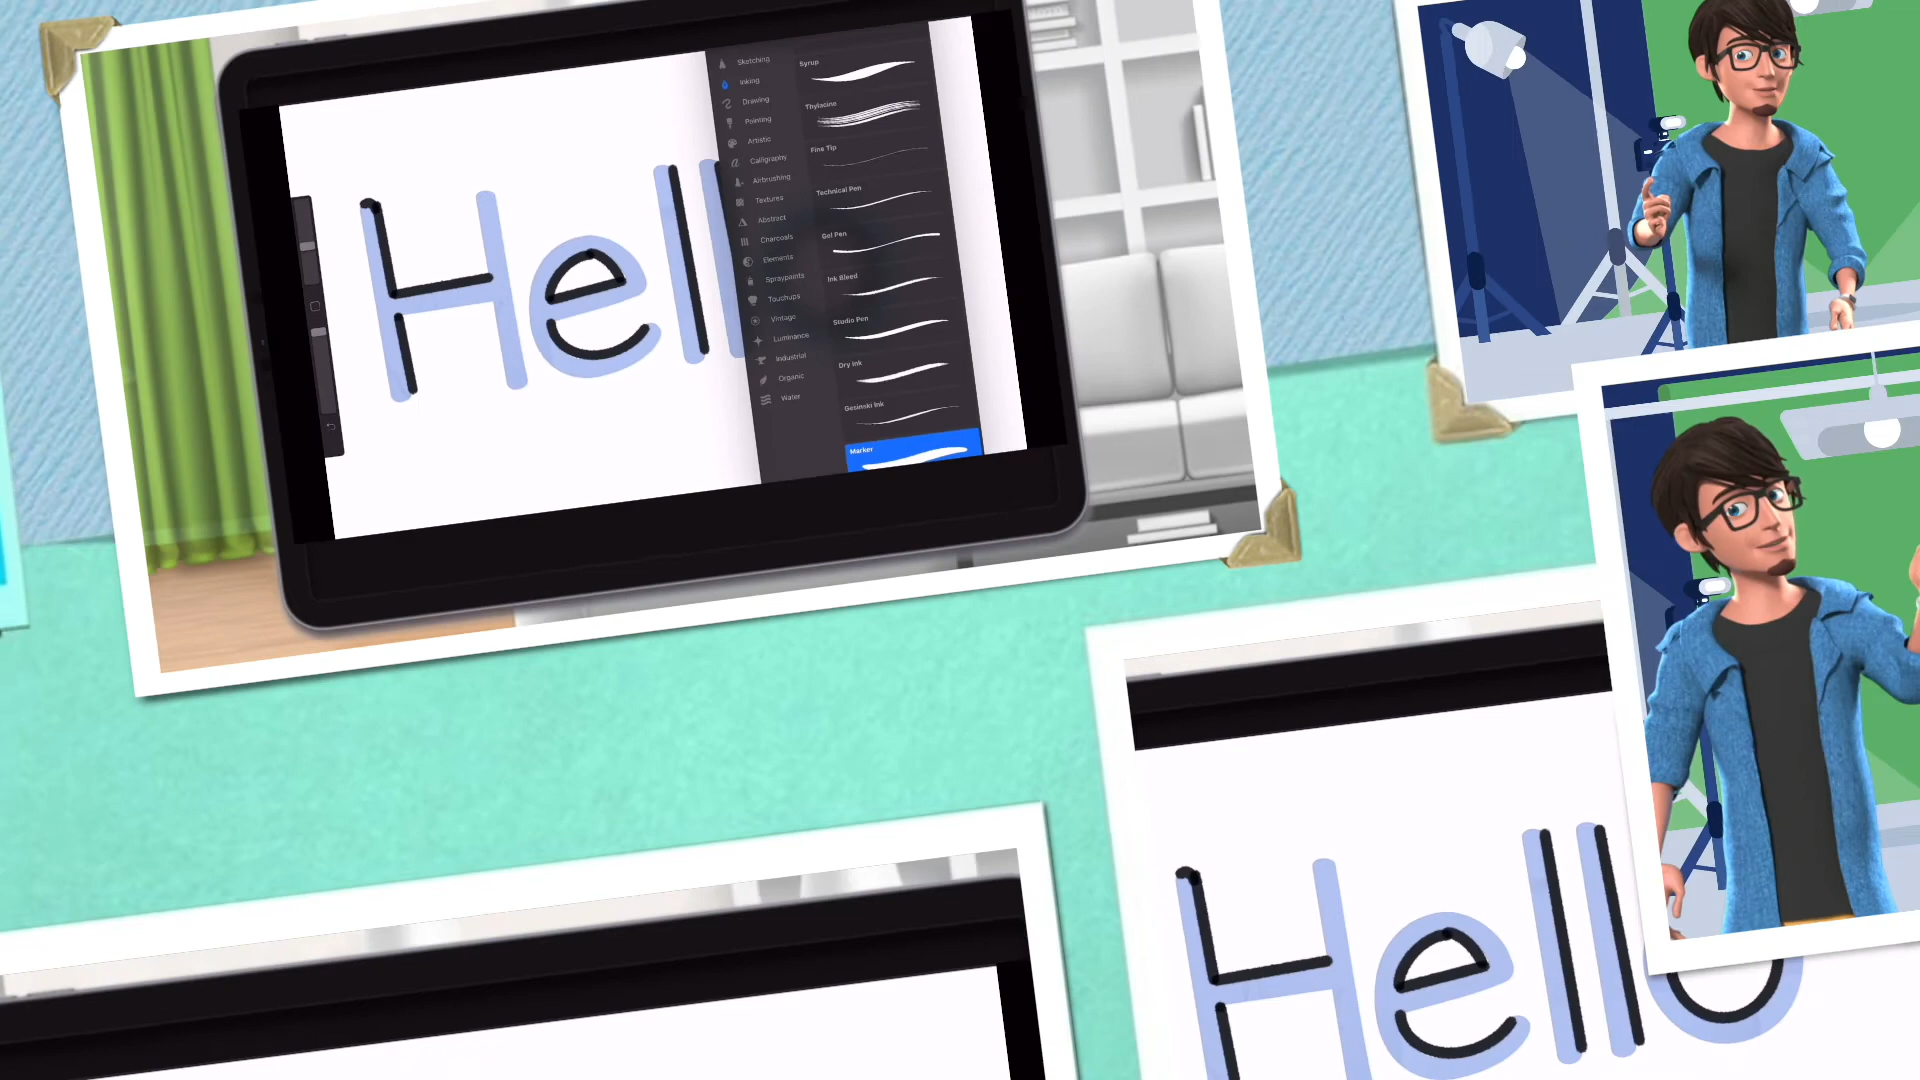 Hell
Sketching
Inking
Drawing
Painting
Artistic
Calligraphy
Airbrushing
Textures
Abstract
Charcoals
Elements
Spraypaints
Touchups
Vintage
Luminance
Industrial
Organic
Water
Syrup
Thylacine
Fine Tip
Technical Pen
Gel Pen
Ink Bleed
Studio Pen
Dry Ink
Gesinski Ink
Marker
Hello